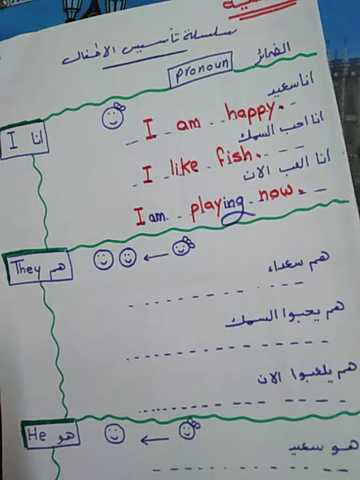 سلسلة تأسيس الأطفال
الضمائر
pronoun
انا سعيد
انا I
I am happy.
انا احب السمك
I like fish.
انا العب الان
I am playing now.
هم They
هم سعداء
هم يحبوا السمك
هم يلعبوا الان
هو He
هو سعيد